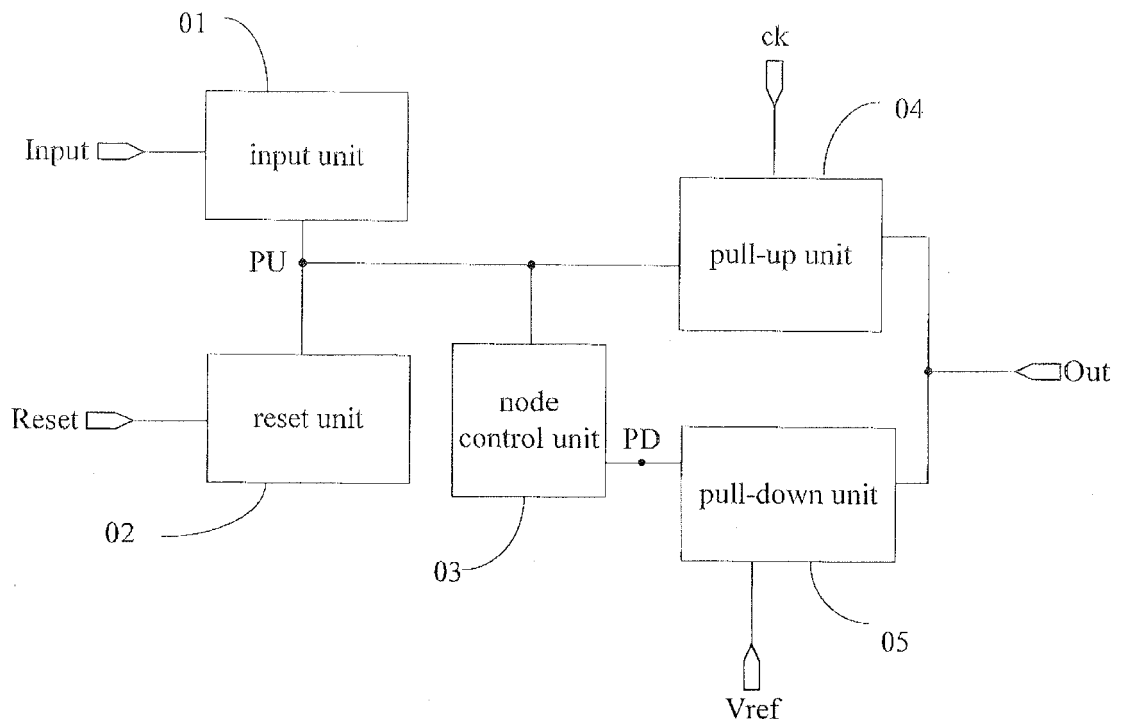 01
ck
04
Input
input unit
pull-up unit
PU
Out
node
control unit
PD
Reset
reset unit
pull-down unit
02
03
05
Vref